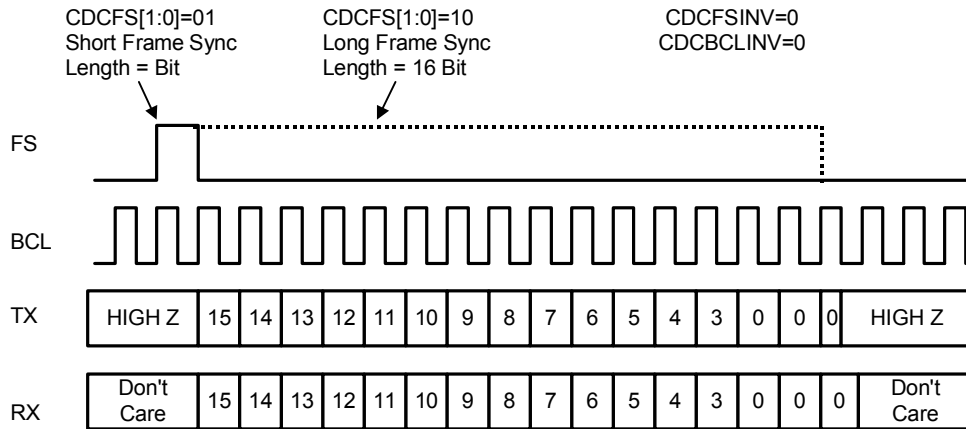 CDCFS[1:0]=01
Short Frame Sync
Length = Bit
CDCFS[1:0]=10
Long Frame Sync
Length = 16 Bit
CDCFSINV=0
CDCBCLINV=0
FS
BCL
TX
HIGH Z 15 14 13 12 11 10 9 8 7 6 5 4 3 0 0 0 HIGH Z
RX
Don't Care 15 14 13 12 11 10 9 8 7 6 5 4 3 0 0 0 Don't Care